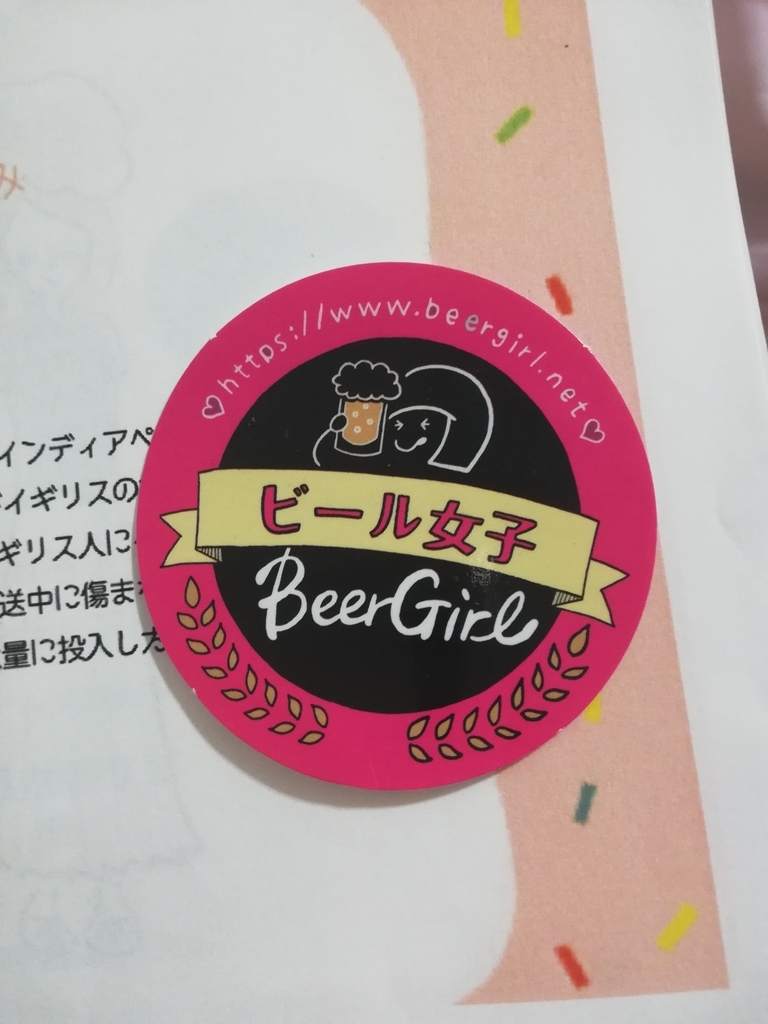 み
https://www.beergirl.net
ビール女子
BeerGirl
インディアペ
イギリスの
ギリス人に
送中に傷ま
量に投入した